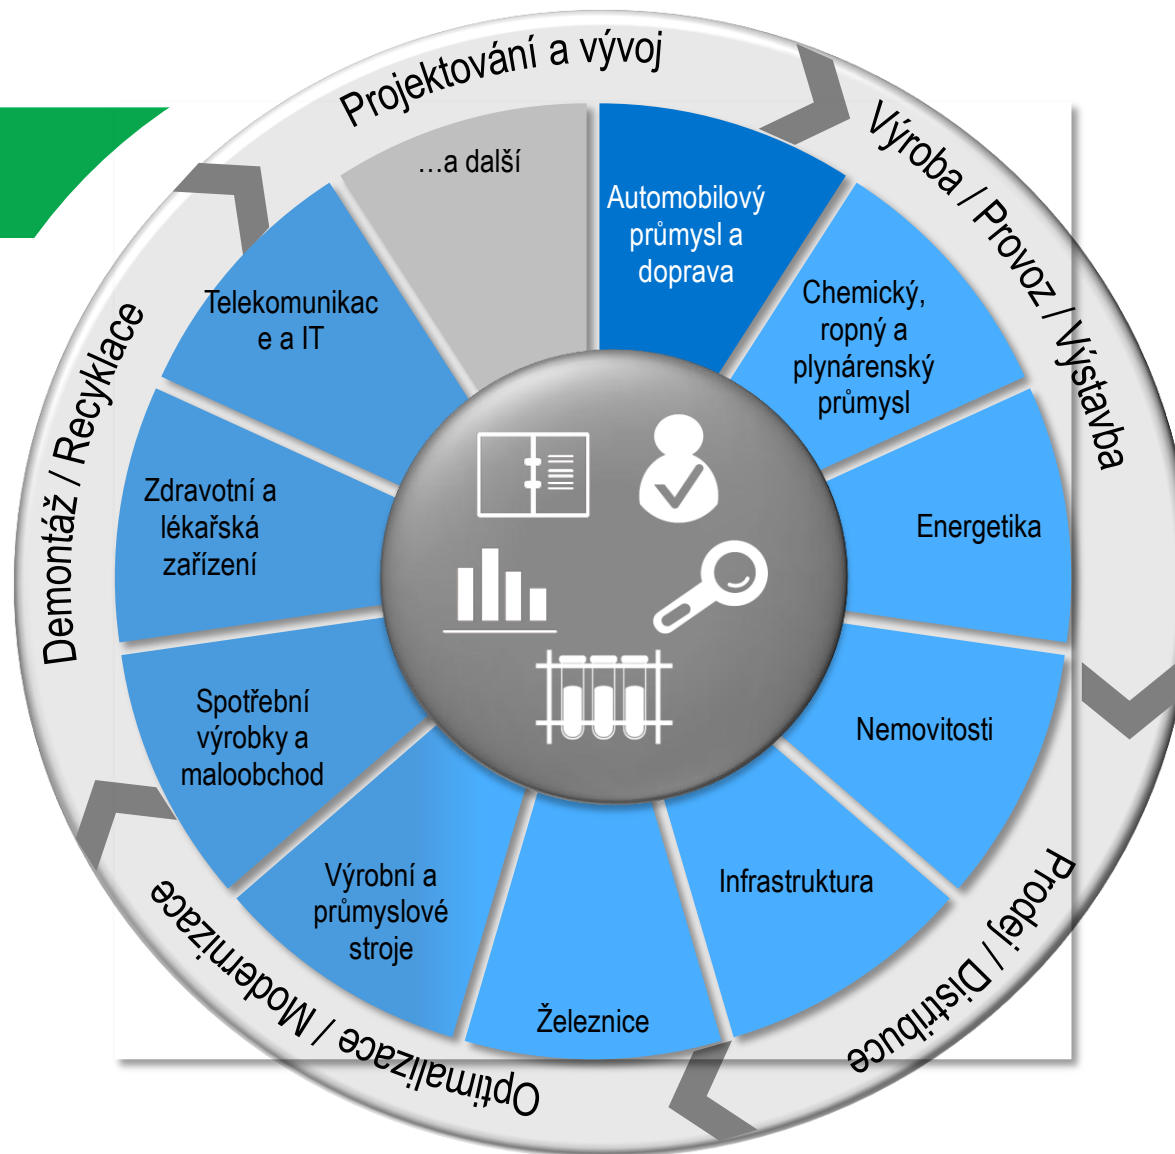 Projektování a vývoj
Výroba / Provoz / Výstavba
Prodej / Distribuce
Optimalizace / Modernizace
Demontáž / Recyklace
…a další
Automobilový
průmysl a
doprava
Chemický,
ropný a
plynárenský
průmysl
Energetika
Nemovitosti
Infrastruktura
Železnice
Výrobní a
průmyslové
stroje
Spotřební
výrobky a
maloobchod
Zdravotní a
lékařská
zařízení
Telekomunikac
e a IT